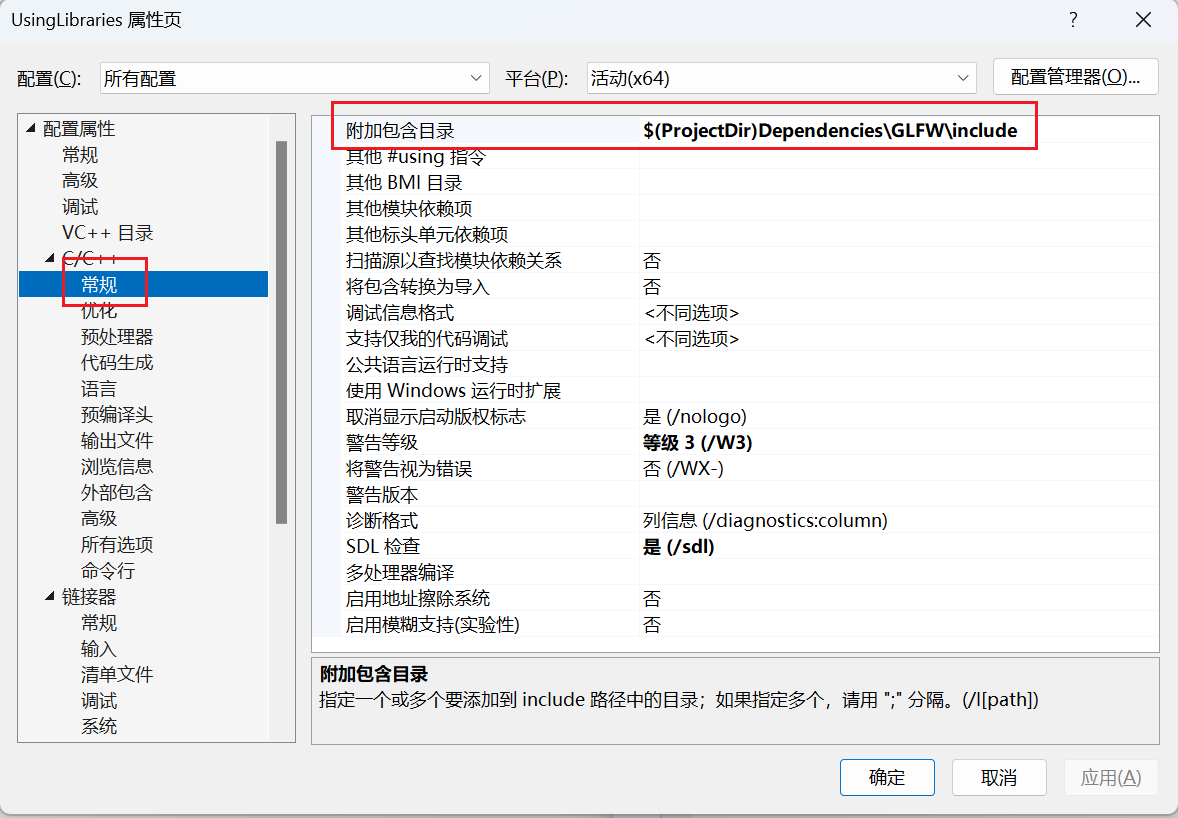 UsingLibraries 属性页
?
配置(C): 所有配置 平台(P): 活动(x64) 配置管理器(O)...
配置属性
常规
高级
调试
VC++ 目录
C/C++
常规
优化
预处理器
代码生成
语言
预编译头
输出文件
浏览信息
外部包含
高级
所有选项
命令行
链接器
常规
输入
清单文件
调试
系统
附加包含目录 $(ProjectDir)Dependencies\GLFW\include
其他 #using 指令
其他 BMI 目录
其他模块依赖项
其他标头单元依赖项
扫描源以查找模块依赖关系 否
将包含转换为导入 否
调试信息格式 <不同选项>
支持仅我的代码调试 <不同选项>
公共语言运行时支持
使用 Windows 运行时扩展
取消显示启动版权标志 是 (/nologo)
警告等级 等级 3 (/W3)
将警告视为错误 否 (/WX-)
警告版本
诊断格式 列信息 (/diagnostics:column)
SDL 检查 是 (/sdl)
多处理器编译
启用地址擦除系统 否
启用模糊支持(实验性) 否
附加包含目录
指定一个或多个要添加到 include 路径中的目录；如果指定多个，请用 ";" 分隔。(/I[path])
确定 取消 应用(A)